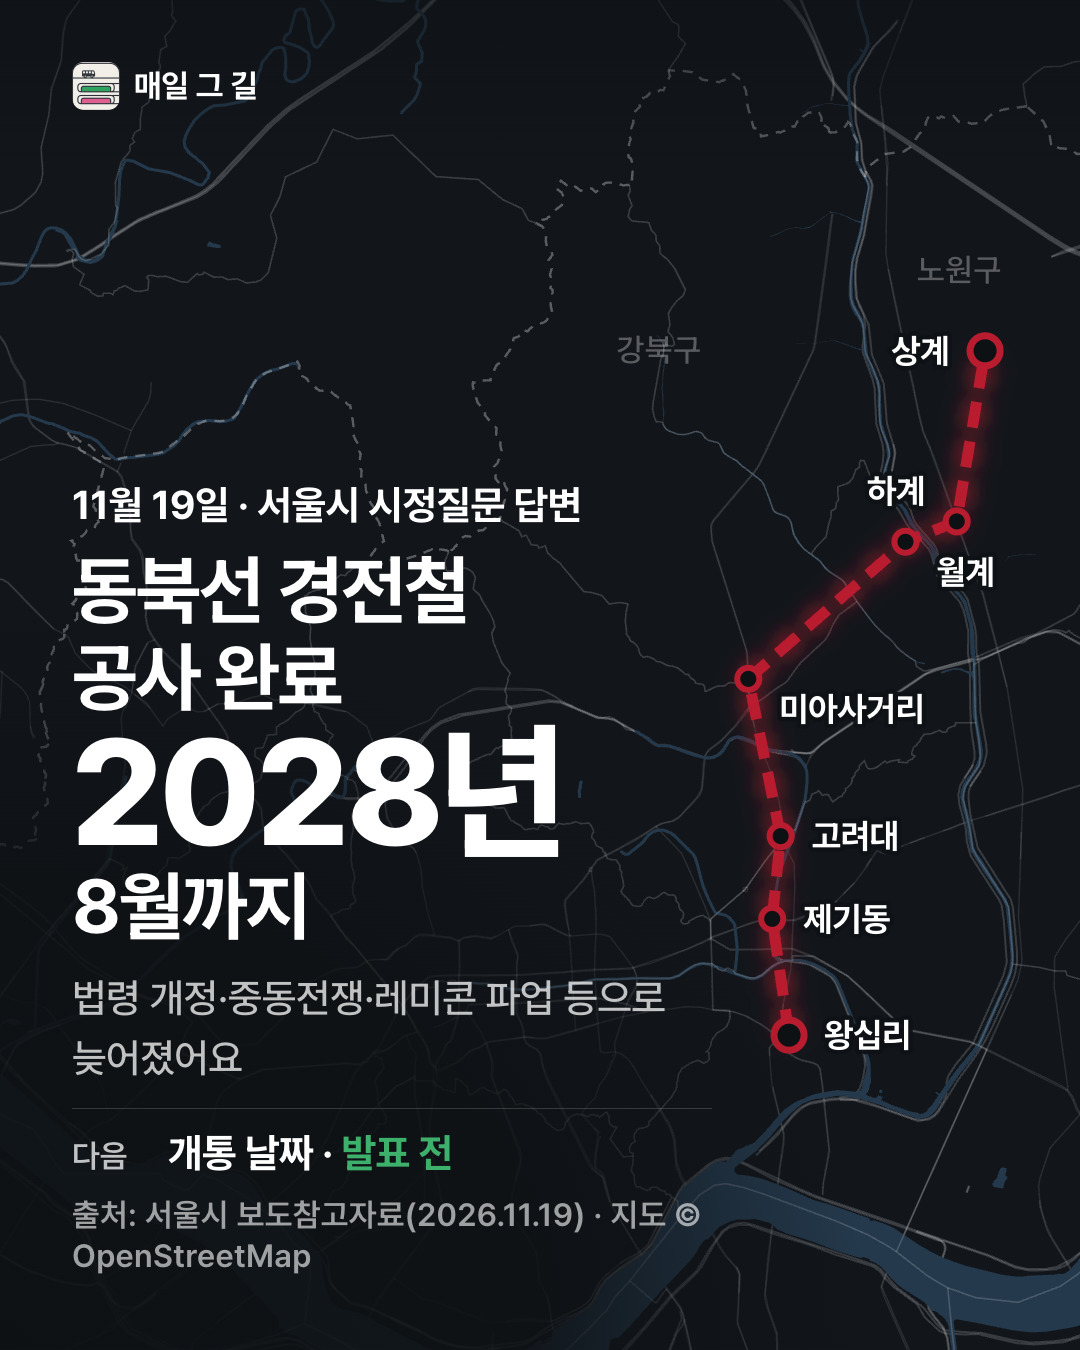 매일 그 길
노원구
강북구
상계
하계
월계
11월 19일 · 서울시 시정질문 답변
동북선 경전철
공사 완료
2028년
8월까지
미아사거리
고려대
제기동
왕십리
법령 개정·중동전쟁·레미콘 파업 등으로
늦어졌어요
다음 개통 날짜 · 발표 전
출처: 서울시 보도참고자료(2026.11.19) · 지도 ©
OpenStreetMap